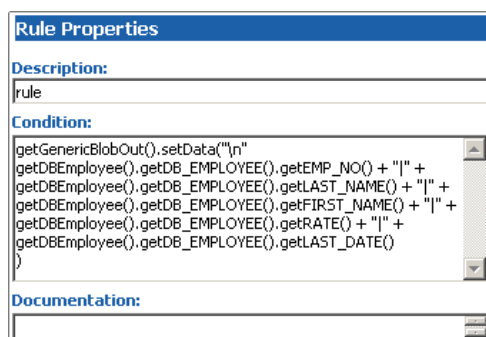 Rule Properties
Description:
rule
Condition:
getGenericBlobOut().setData("\n"
getDBEmployee().getDB_EMPLOYEE().getEMP_NO() + "|" +
getDBEmployee().getDB_EMPLOYEE().getLAST_NAME() + "|" +
getDBEmployee().getDB_EMPLOYEE().getFIRST_NAME() + "|" +
getDBEmployee().getDB_EMPLOYEE().getRATE() + "|" +
getDBEmployee().getDB_EMPLOYEE().getLAST_DATE()
)
Documentation: